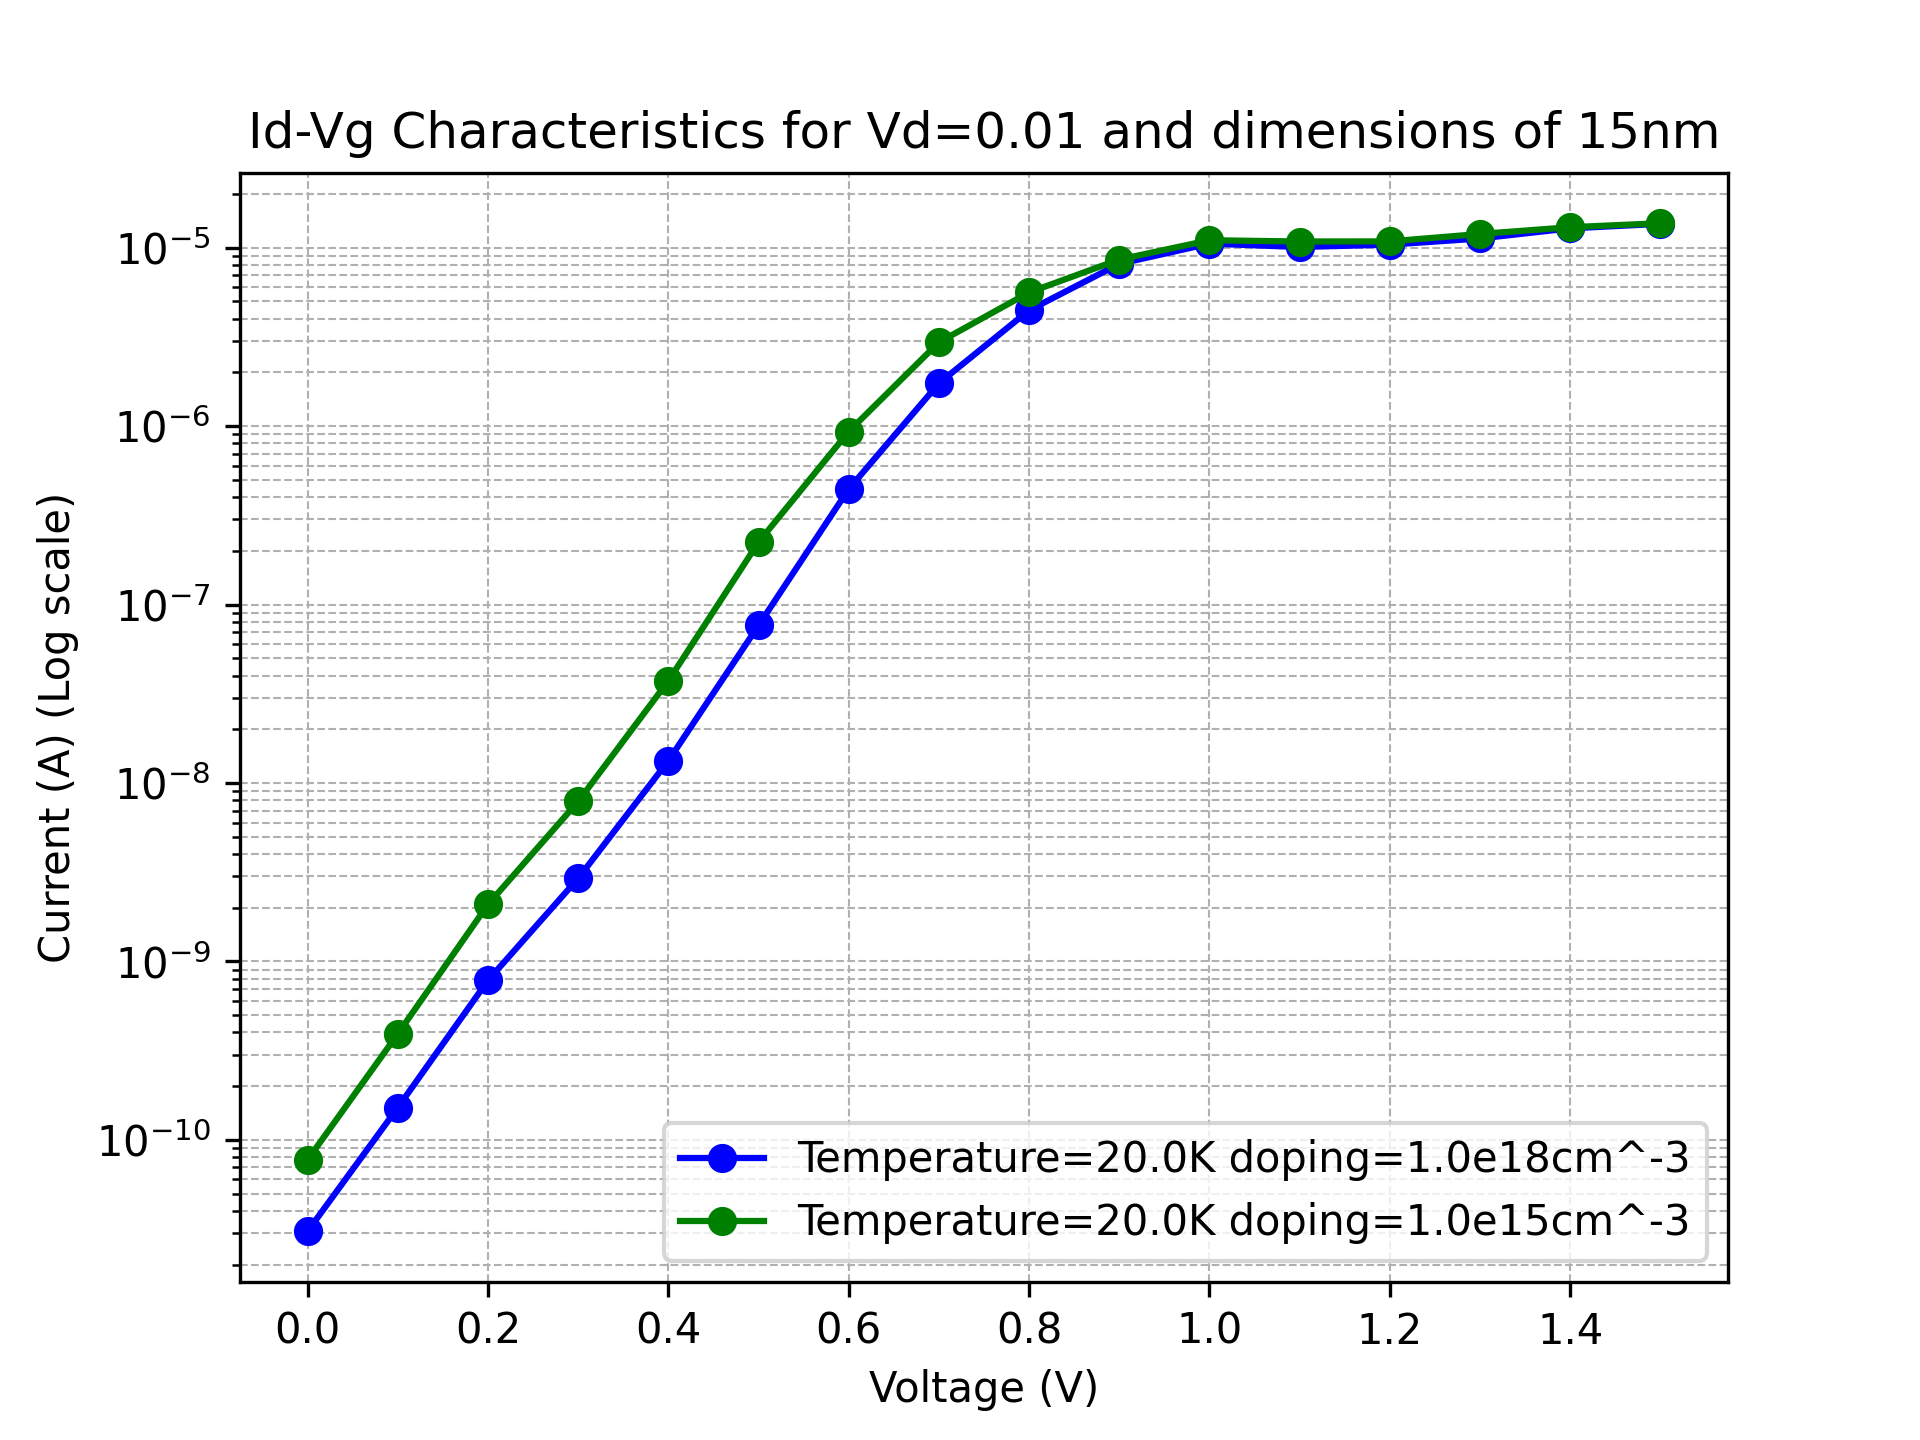 Id-Vg Characteristics for Vd=0.01 and dimensions of 15nm
Current (A) (Log scale)
10⁻⁵
10⁻⁶
10⁻⁷
10⁻⁸
10⁻⁹
10⁻¹⁰
Temperature=20.0K doping=1.0e18cm^-3
Temperature=20.0K doping=1.0e15cm^-3
0.0 0.2 0.4 0.6 0.8 1.0 1.2 1.4
Voltage (V)